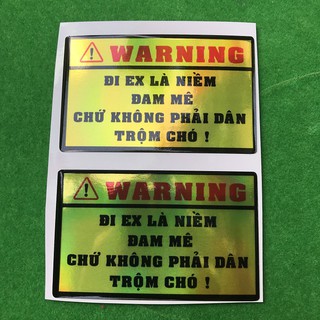 WARNING
ĐI EX LÀ NIỀM
ĐAM MÊ
CHỨ KHÔNG PHẢI DÂN
TRỘM CHÓ !
WARNING
ĐI EX LÀ NIỀM
ĐAM MÊ
CHỨ KHÔNG PHẢI DÂN
TRỘM CHÓ !